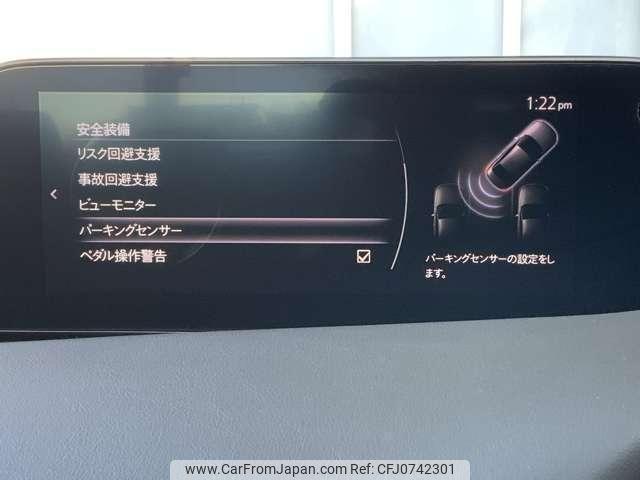 1:22pm
安全装備
リスク回避支援
事故回避支援
ビューモニター
パーキングセンサー
ペダル操作警告
パーキングセンサーの設定をし
ます。
www.CarFromJapan.com CFJ0742301